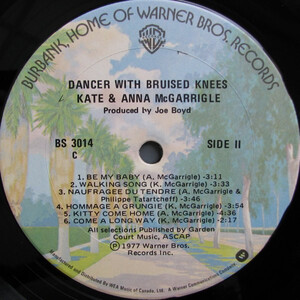 BURBANK, HOME OF WARNER BROS. RECORDS
DANCER WITH BRUISED KNEES
KATE & ANNA McGARRIGLE
Produced by Joe Boyd
BS 3014
SIDE II
C
1. BE MY BABY (A. McGarrigle) -3:11
2. WALKING SONG (K. McGarrigle) -3:33
3. NAUFRAGEE DU TENDRE (A. McGarrigle &
Philippe Tatartcheff) -3:46
4. HOMMAGE A GRUNGIE (K. McGarrigle) -3:54
5. KITTY COME HOME (A. McGarrigle) -4:36
6. COME A LONG WAY (K. McGarrigle) -2:17
All selections Published by Garden
Court Music, ASCAP
℗1977 Warner Bros.
Records Inc.
Manufactured and Distributed by WEA Music of Canada, Ltd.